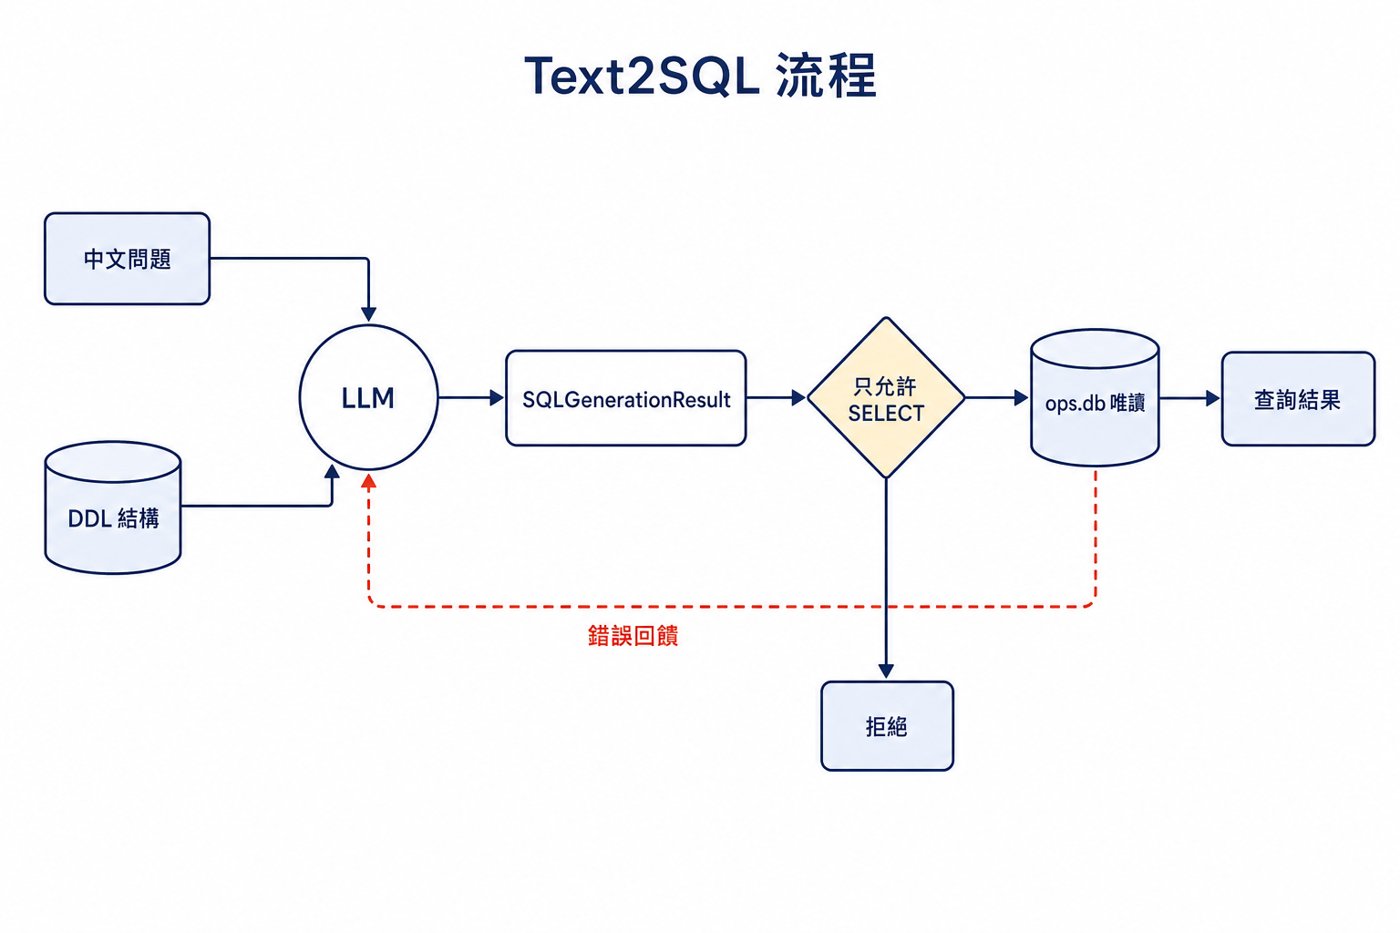 Text2SQL 流程
中文問題
DDL 結構
LLM
SQLGenerationResult
只允許
SELECT
ops.db 唯讀
查詢結果
錯誤回饋
拒絕